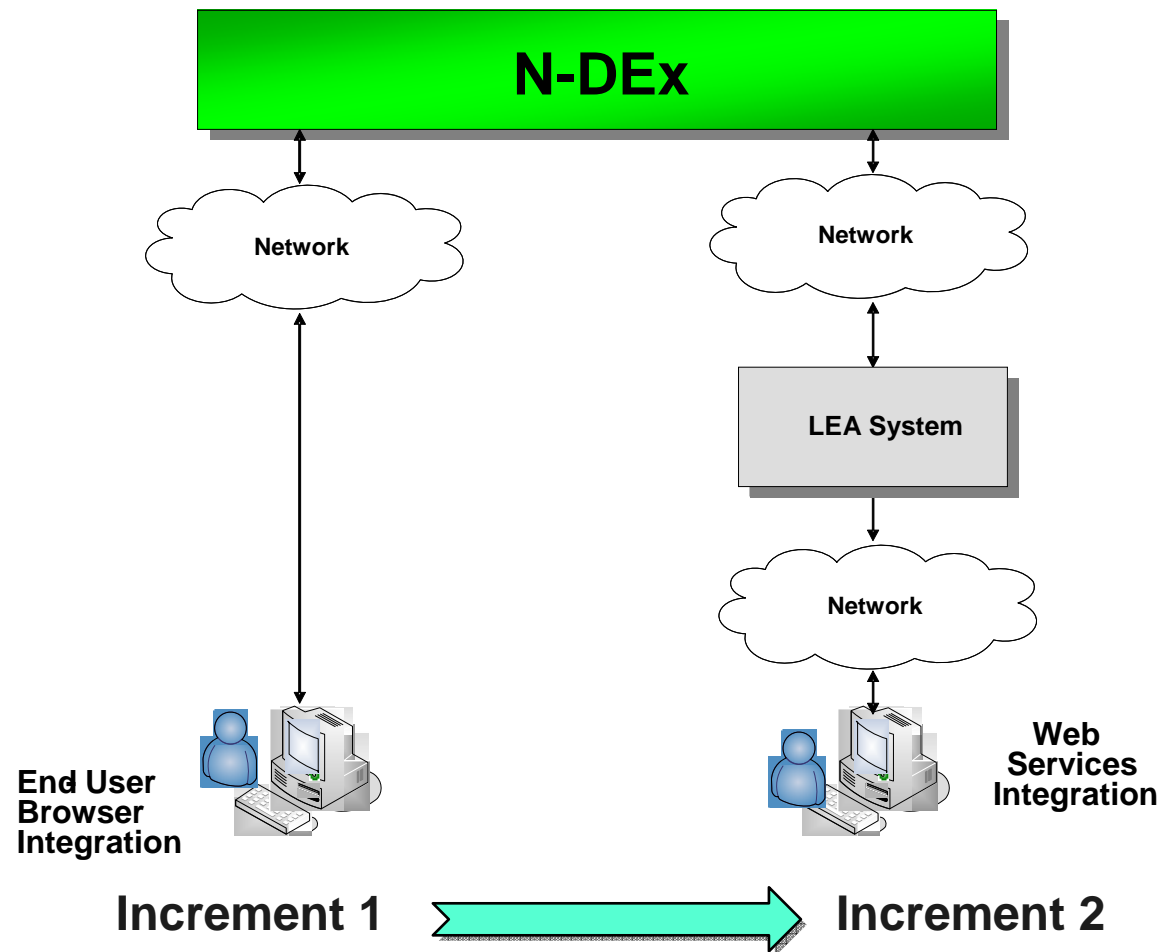 N-DEx
Network
Network
LEA System
Network
End User
Browser
Integration
Web
Services
Integration
Increment 1
Increment 2